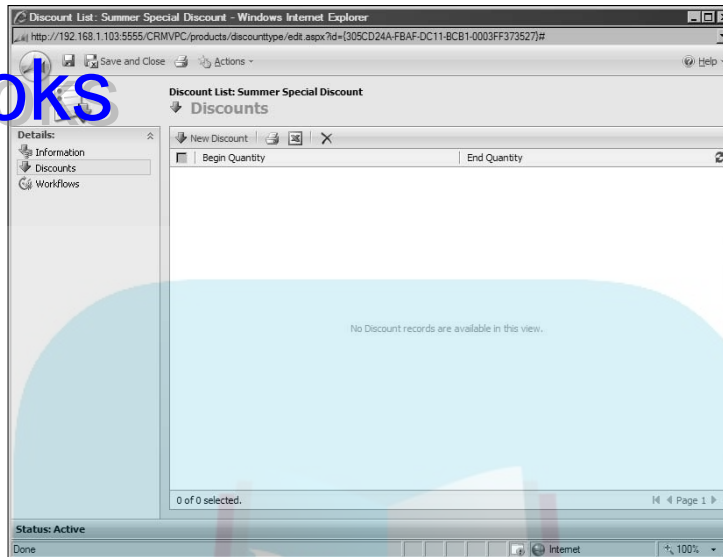 Discount List: Summer Special Discount - Windows Internet Explorer
http://192.168.1.103:5555/CRMVPC/products/discounttype/edit.aspx?id={305CD24A-FBAF-DC11-BCB1-0003FF373527}#
Save and Close Actions Help
oks
Discount List: Summer Special Discount
Discounts
Details:
Information
Discounts
Workflows
New Discount
Begin Quantity End Quantity
No Discount records are available in this view.
0 of 0 selected. Page 1
Status: Active
Done Internet 100%